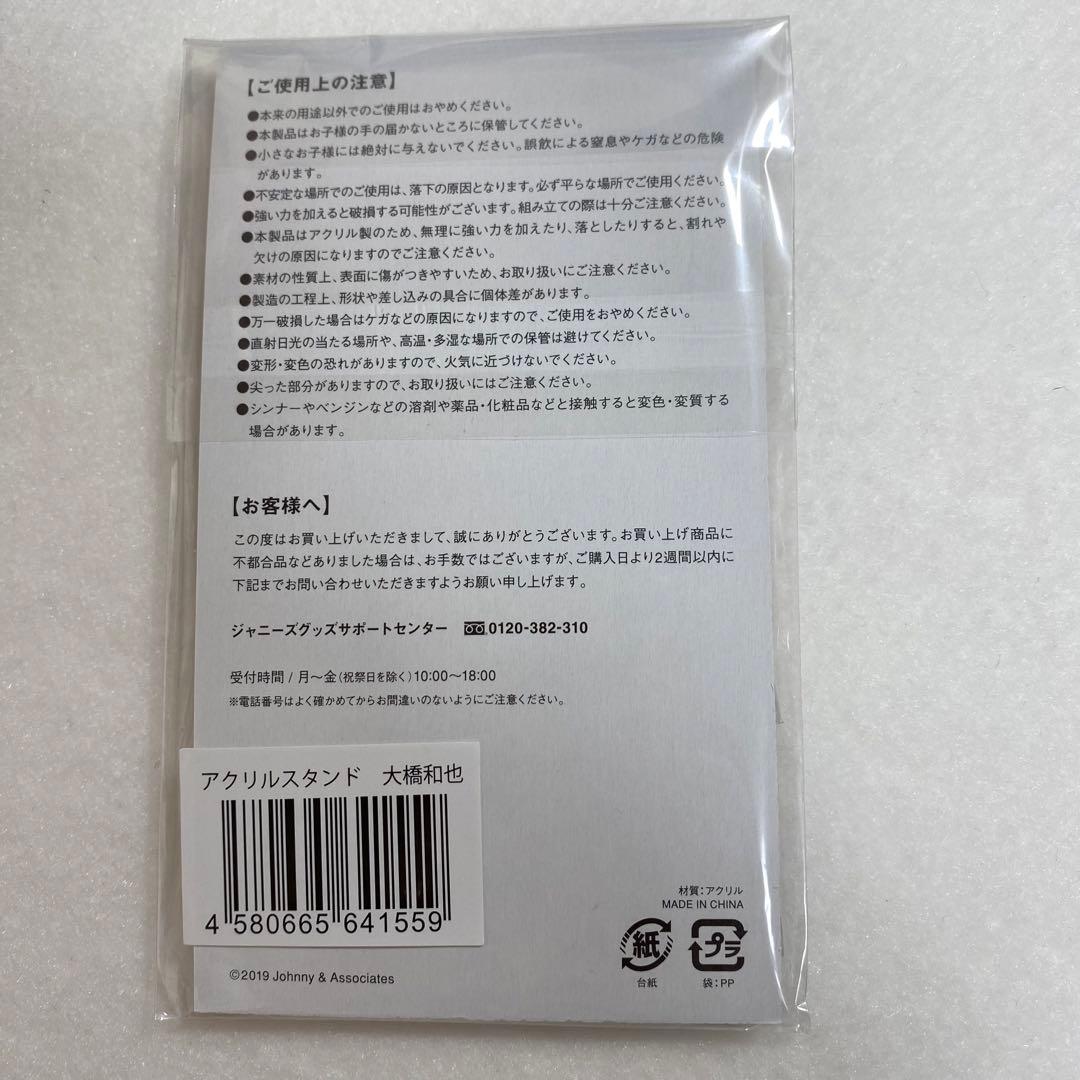 【ご使用上の注意】
●本来の用途以外でのご使用はおやめください。
●本製品はお子様の手の届かないところに保管してください。
●小さなお子様には絶対に与えないでください。誤飲による窒息やケガなどの危険
があります。
●不安定な場所でのご使用は、落下の原因となります。必ず平らな場所でご使用ください。
●強い力を加えると破損する可能性がございます。組み立ての際は十分ご注意ください。
●本製品はアクリル製のため、無理に強い力を加えたり、落としたりすると、割れや
欠けの原因になりますのでご注意ください。
●素材の性質上、表面に傷がつきやすいため、お取り扱いにご注意ください。
●製造の工程上、形状や差し込みの具合に個体差があります。
●万一破損した場合はケガなどの原因になりますので、ご使用をおやめください。
●直射日光の当たる場所や、高温・多湿な場所での保管は避けてください。
●変形・変色の恐れがありますので、火気に近づけないでください。
●尖った部分がありますので、お取り扱いにはご注意ください。
●シンナーやベンジンなどの溶剤や薬品・化粧品などと接触すると変色・変質する
場合があります。
【お客様へ】
この度はお買い上げいただきまして、誠にありがとうございます。お買い上げ商品に
不都合品などありました場合は、お手数ではございますが、ご購入日より2週間以内に
下記までお問い合わせいただきますようお願い申し上げます。
ジャニーズグッズサポートセンター 0120-382-310
受付時間 / 月〜金(祝祭日を除く)10:00〜18:00
※電話番号はよく確かめてからお間違いのないようにご注意ください。
アクリルスタンド 大橋和也
4 580665 641559
材質:アクリル
MADE IN CHINA
紙 プラ
台紙 袋:PP
©2019 Johnny & Associates